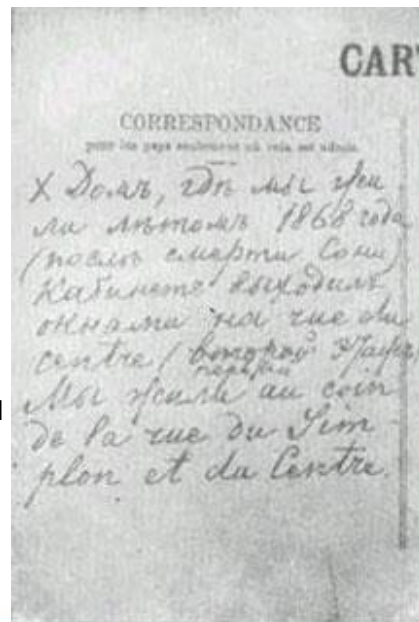 CAR
CORRESPONDANCE
pour les pays seulement où cela est admis.
X Домъ, гдѣ мы жи
ли лѣтомъ 1868 года
(послѣ смерти Сони)
Кабинетъ выходилъ
окнами на rue du
centre (второй этажъ
первый
Мы жили au coin
de la rue du Sim
plon et du Centre.